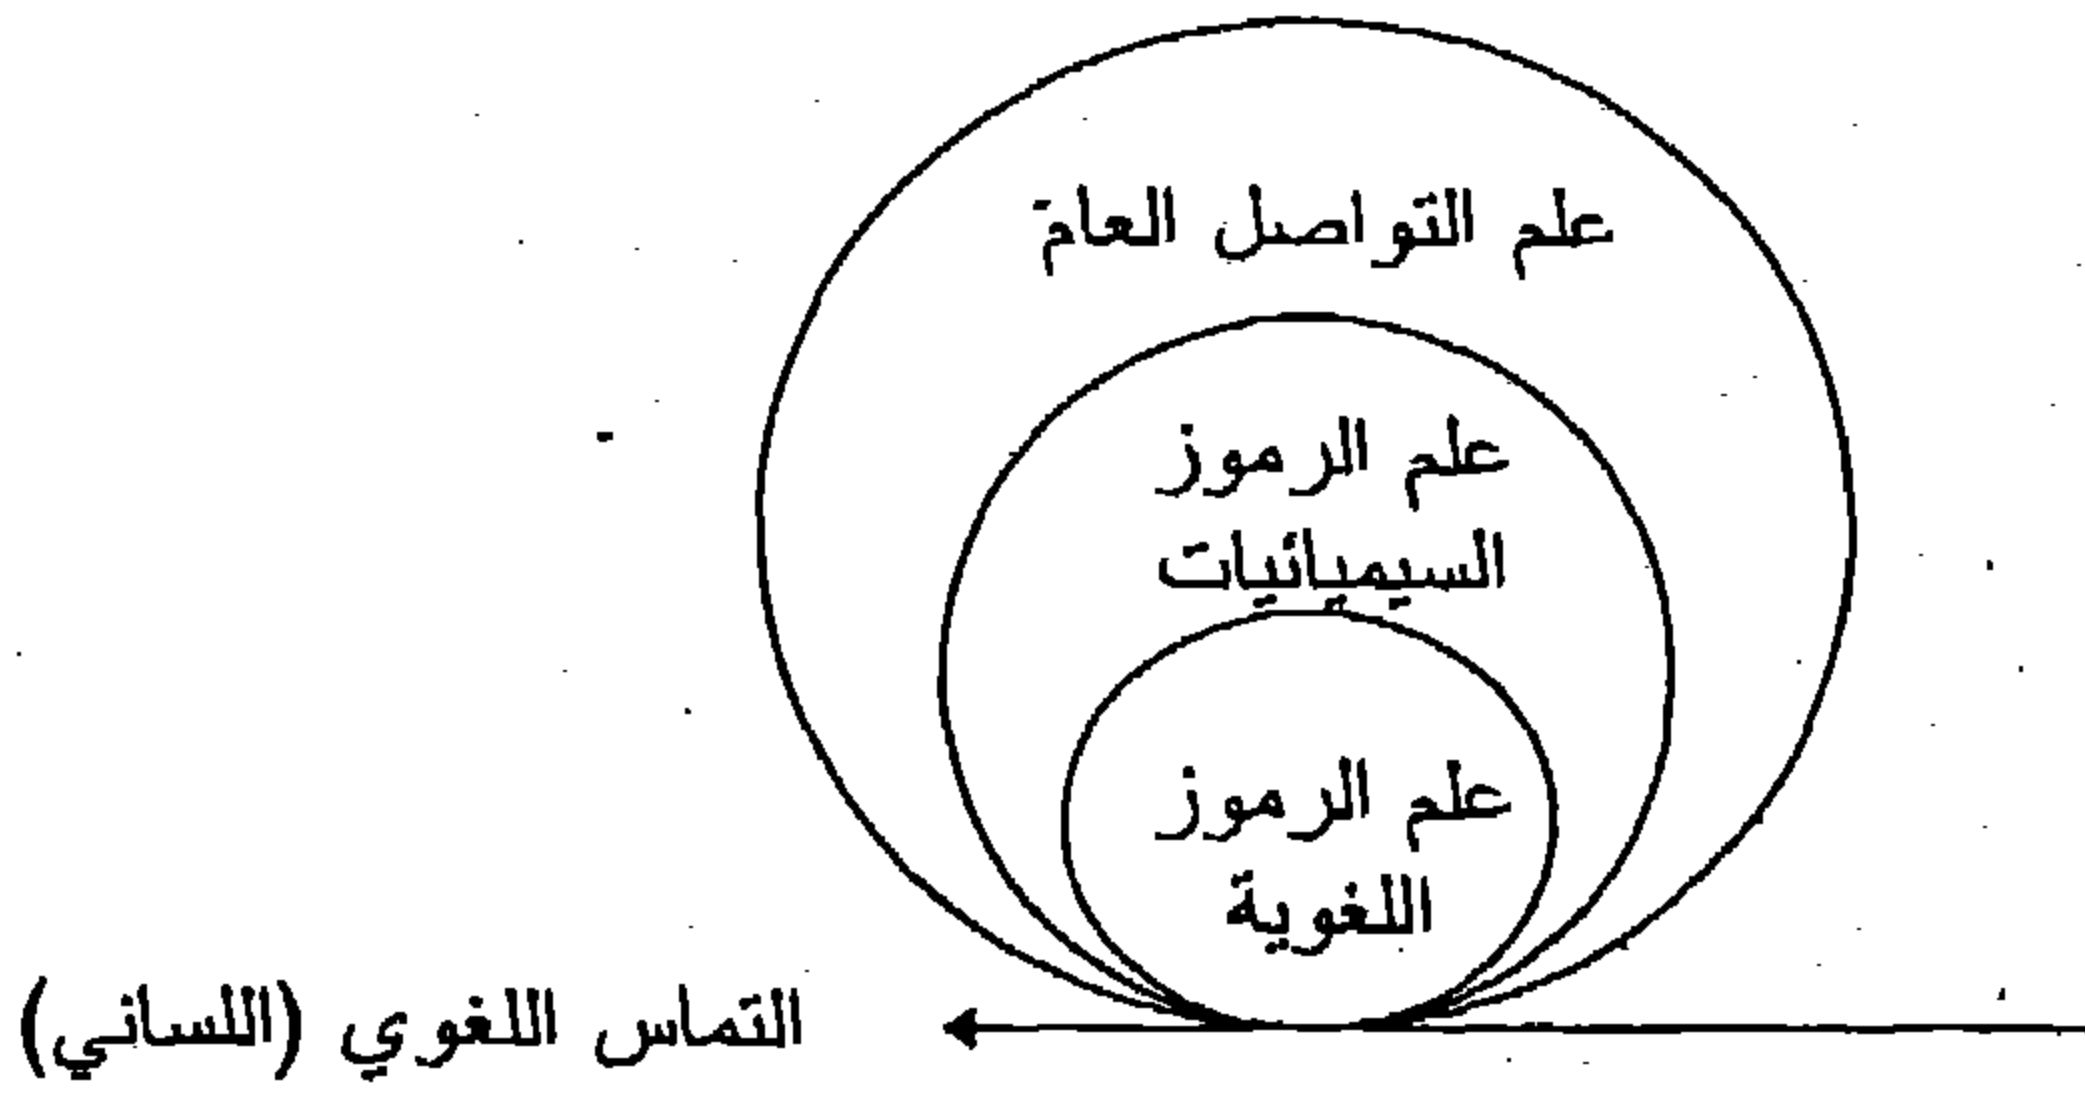 علم التواصل العامّ
علم الرموز
السيميائيات
علم الرموز
اللغوية
التماس اللغوي (اللساني)